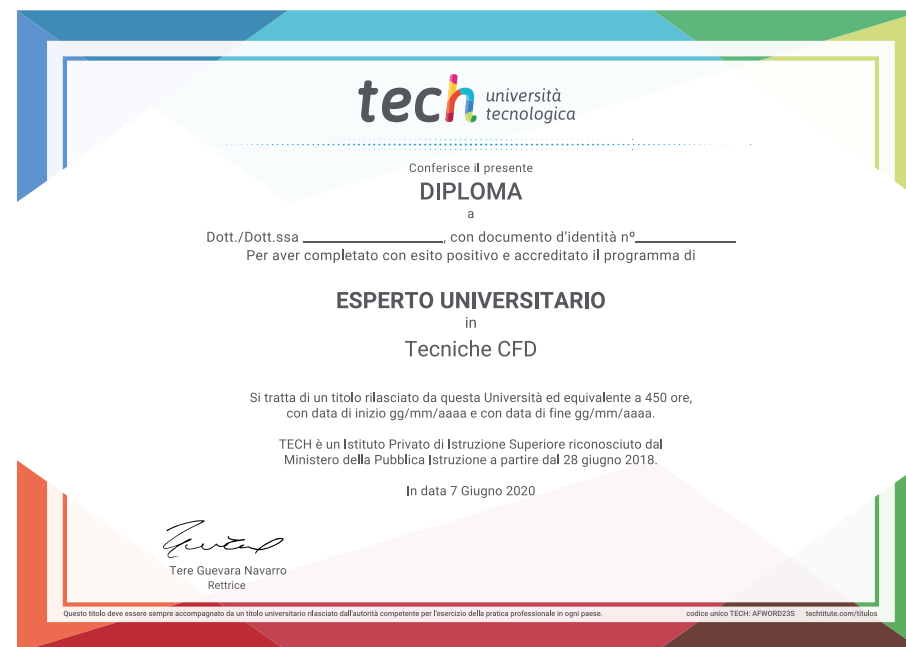 tech università
tecnologica
Conferisce il presente
DIPLOMA
a
Dott./Dott.ssa ____________________, con documento d'identità nº______________
Per aver completato con esito positivo e accreditato il programma di
ESPERTO UNIVERSITARIO
in
Tecniche CFD
Si tratta di un titolo rilasciato da questa Università ed equivalente a 450 ore,
con data di inizio gg/mm/aaaa e con data di fine gg/mm/aaaa.
TECH è un Istituto Privato di Istruzione Superiore riconosciuto dal
Ministero della Pubblica Istruzione a partire dal 28 giugno 2018.
In data 7 Giugno 2020
Tere Guevara Navarro
Rettrice
Questo titolo deve essere sempre accompagnato da un titolo universitario rilasciato dall'autorità competente per l'esercizio della pratica professionale in ogni paese. codice unico TECH: AFWORD23S techtitute.com/titulos